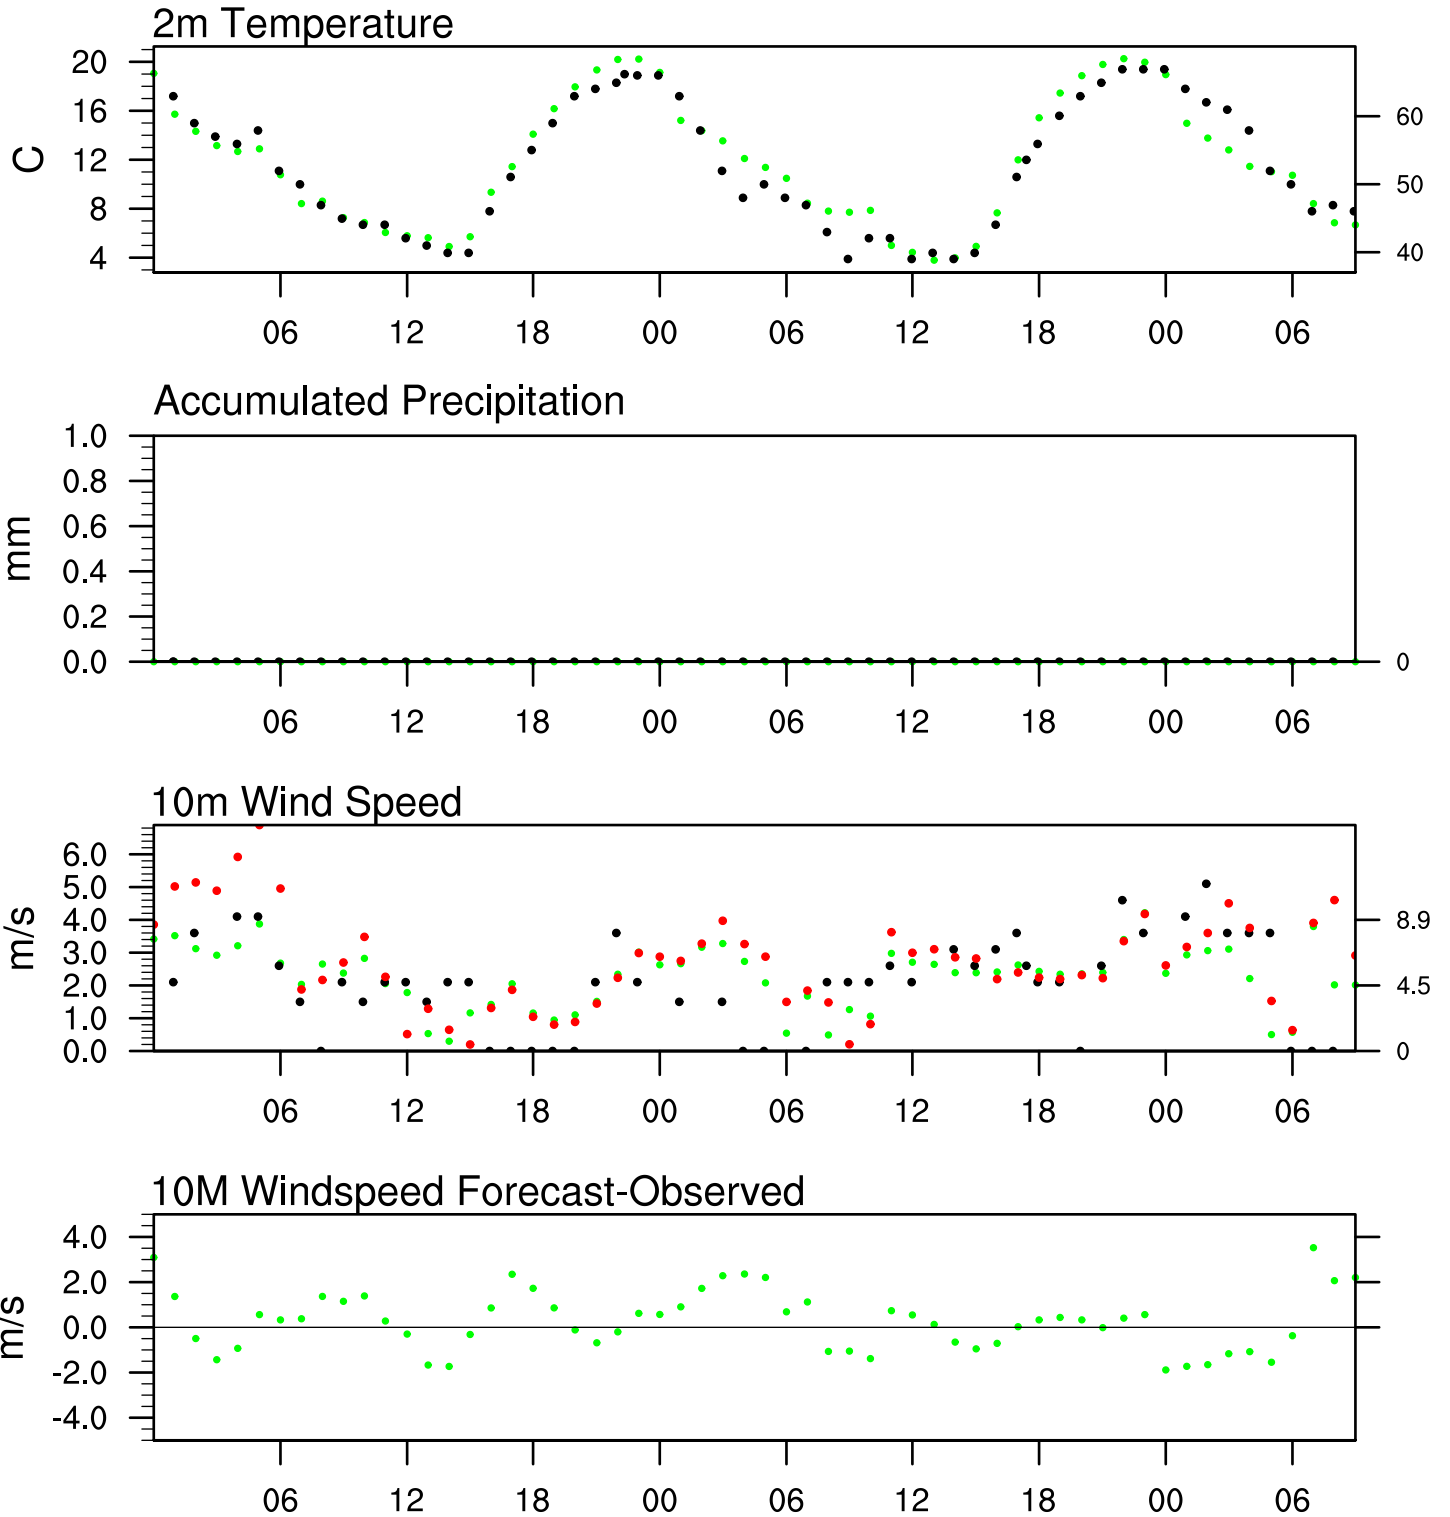 2m Temperature
20
16
12
8
4
C
60
50
40
06 12 18 00 06 12 18 00 06
Accumulated Precipitation
1.0
0.8
0.6
0.4
0.2
0.0
mm
0
06 12 18 00 06 12 18 00 06
10m Wind Speed
6.0
5.0
4.0
3.0
2.0
1.0
0.0
m/s
8.9
4.5
0
06 12 18 00 06 12 18 00 06
10M Windspeed Forecast-Observed
4.0
2.0
0.0
-2.0
-4.0
m/s
06 12 18 00 06 12 18 00 06